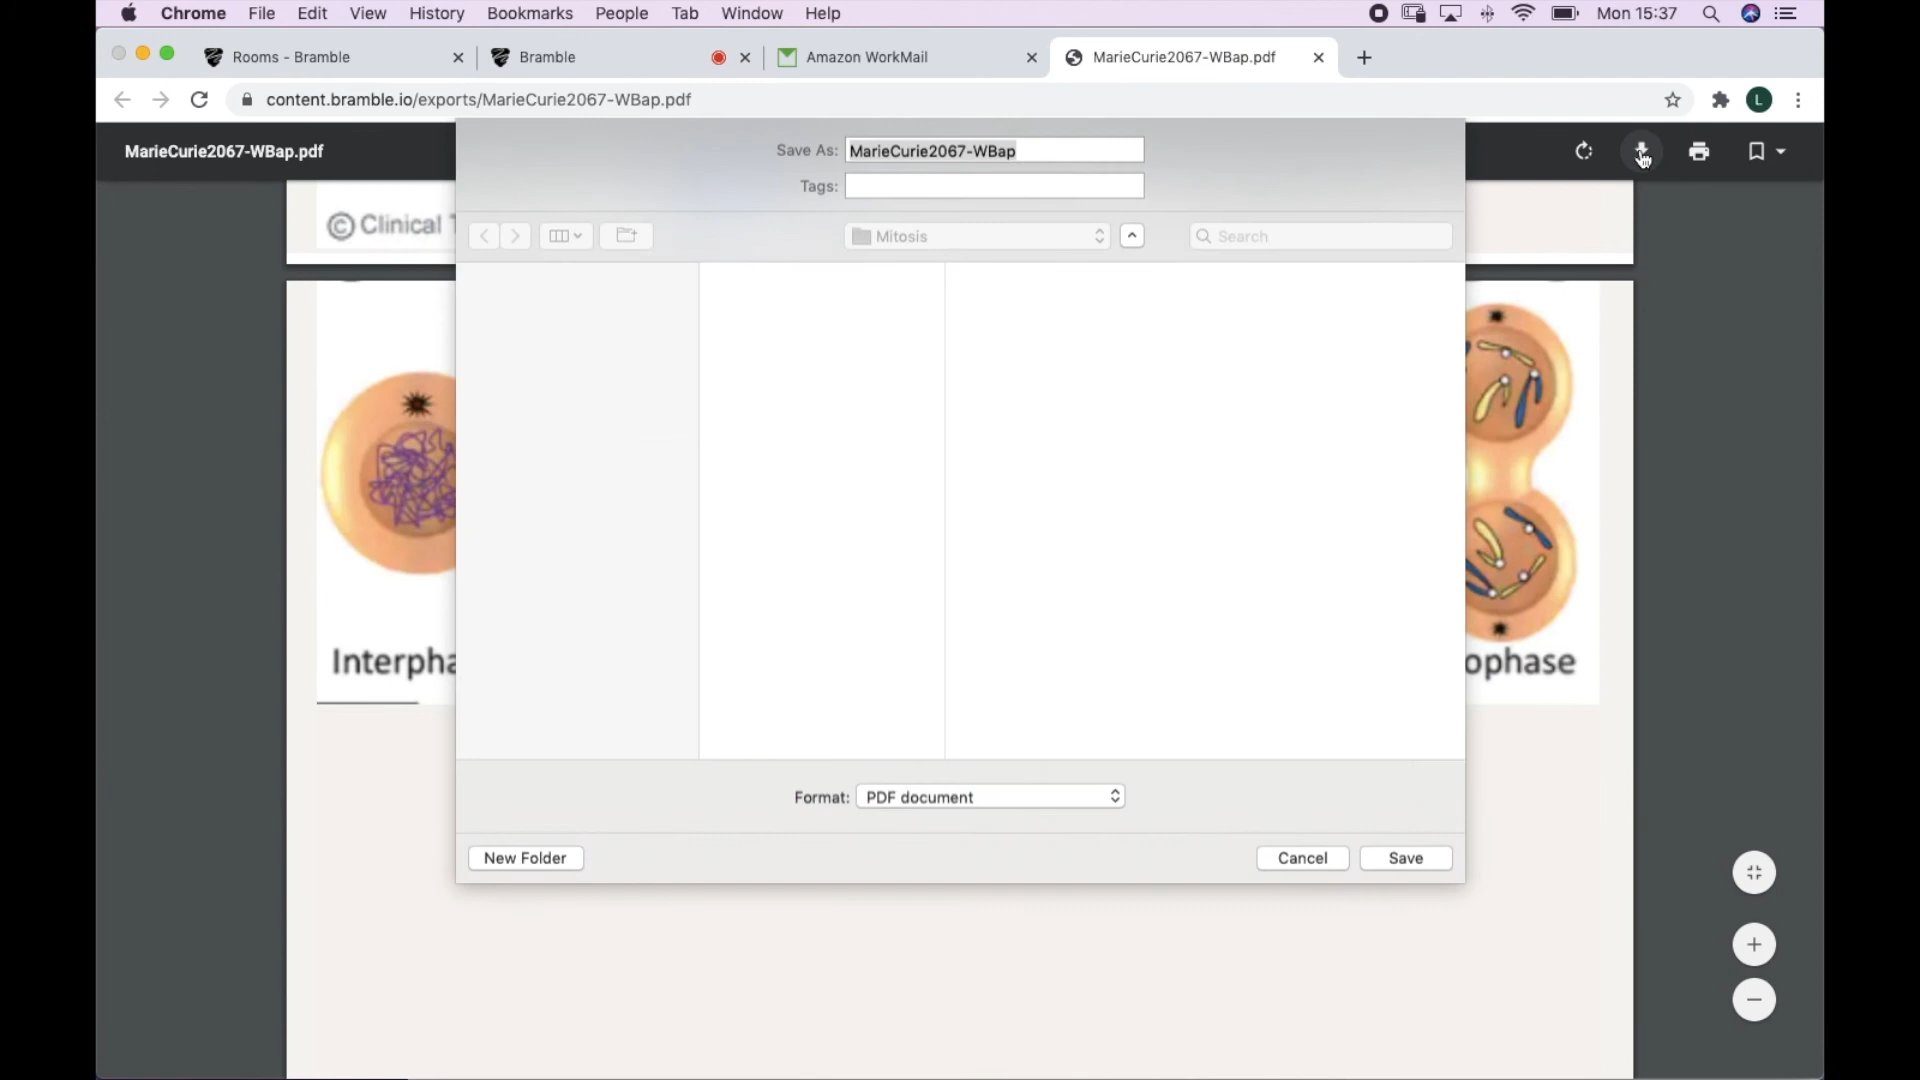 Chrome File Edit View History Bookmarks People Tab Window Help Mon 15:37
Rooms - Bramble Bramble Amazon WorkMail MarieCurie2067-WBap.pdf
content.bramble.io/exports/MarieCurie2067-WBap.pdf L
MarieCurie2067-WBap.pdf
Save As: MarieCurie2067-WBap
Tags:
© Clinical
Mitosis Search
Interpha
ophase
Format: PDF document
New Folder Cancel Save